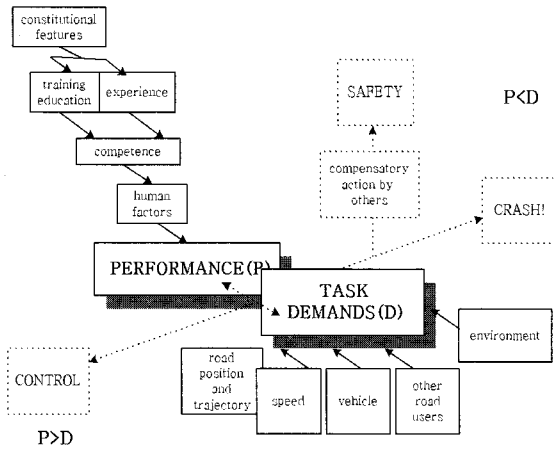 constitutional
features
training
education
experience
competence
human
factors
PERFORMANCE(P)
SAFETY
P<D
compensatory
action by
others
CRASH!
TASK
DEMANDS(D)
environment
CONTROL
P>D
road
position
and
trajectory
speed
vehicle
other
road
users